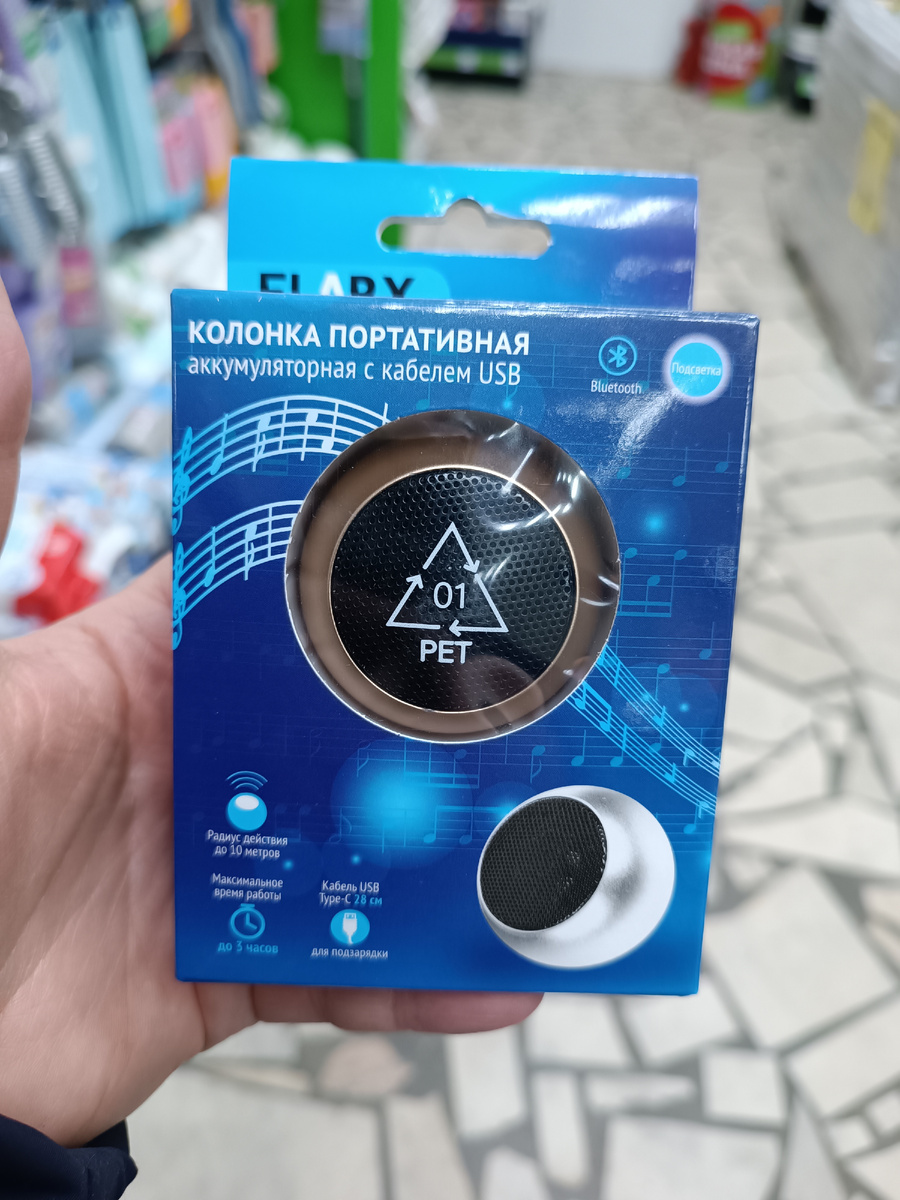 КОЛОНКА ПОРТАТИВНАЯ
аккумуляторная с кабелем USB
Bluetooth
Подсветка
01
PET
Радиус действия
до 10 метров
Максимальное
время работы
до 3 часов
Кабель USB
Type-C 28 см
для подзарядки